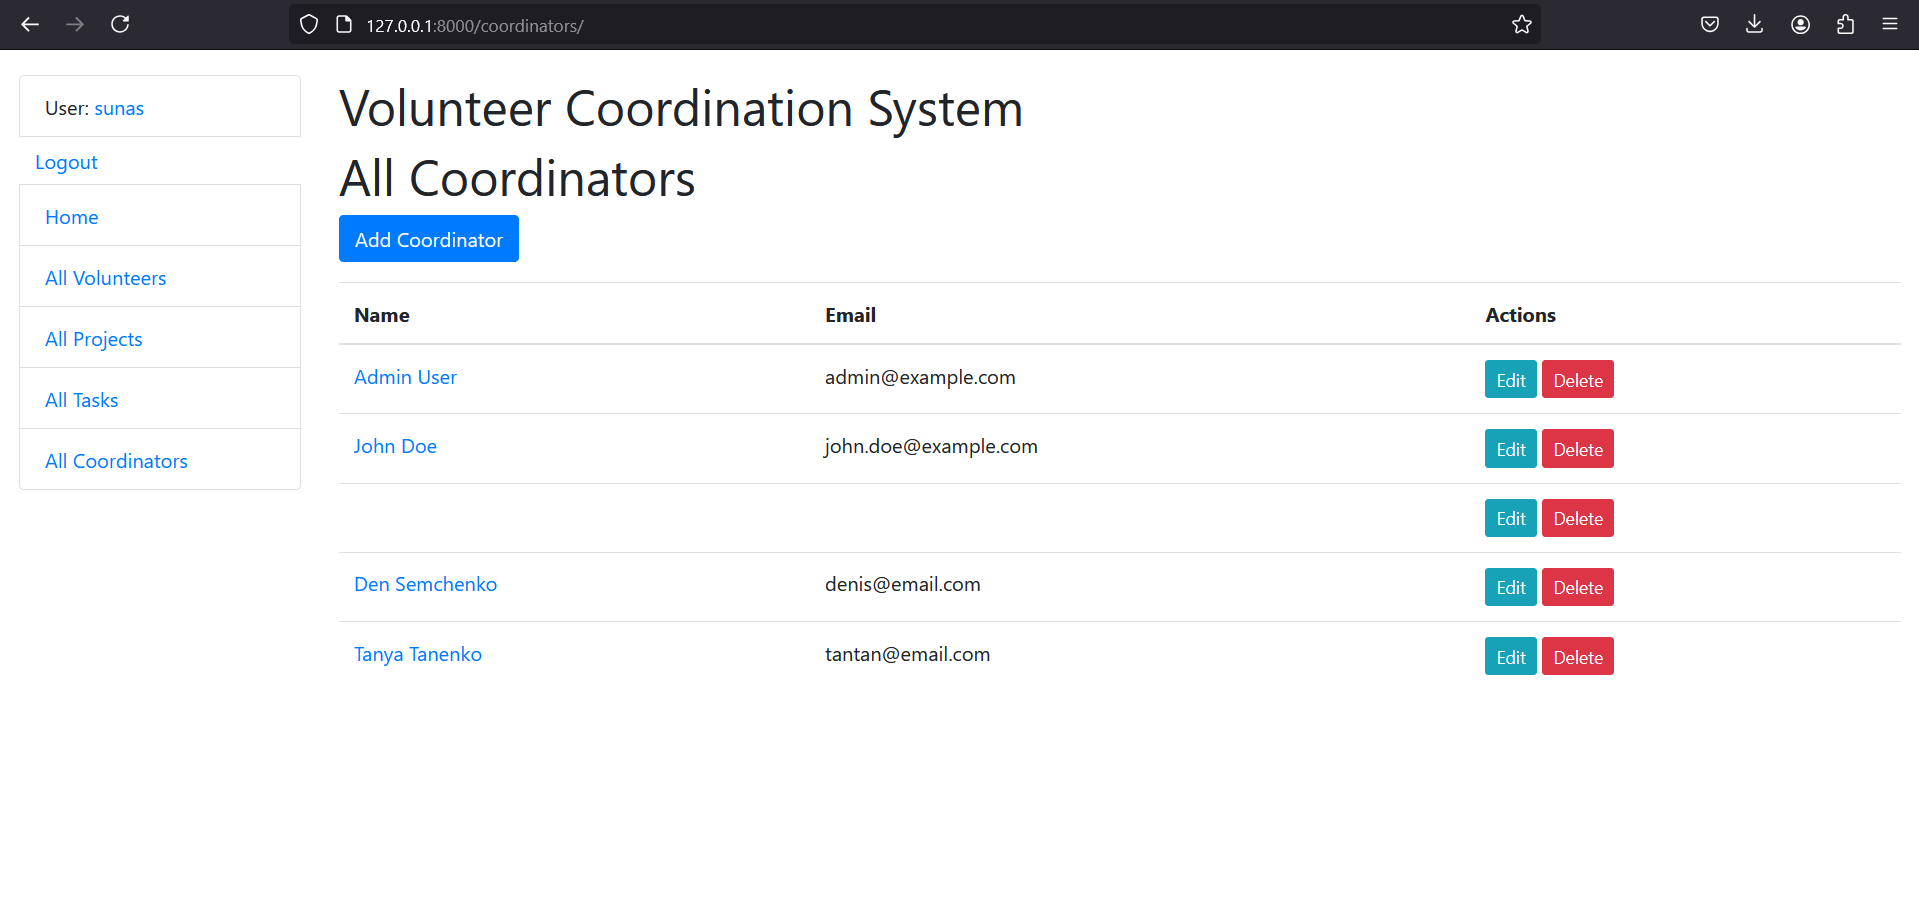 127.0.0.1:8000/coordinators/
User: sunas
Logout
Home
All Volunteers
All Projects
All Tasks
All Coordinators
Volunteer Coordination System
All Coordinators
Add Coordinator
Name Email Actions
Admin User admin@example.com Edit Delete
John Doe john.doe@example.com Edit Delete
Edit Delete
Den Semchenko denis@email.com Edit Delete
Tanya Tanenko tantan@email.com Edit Delete